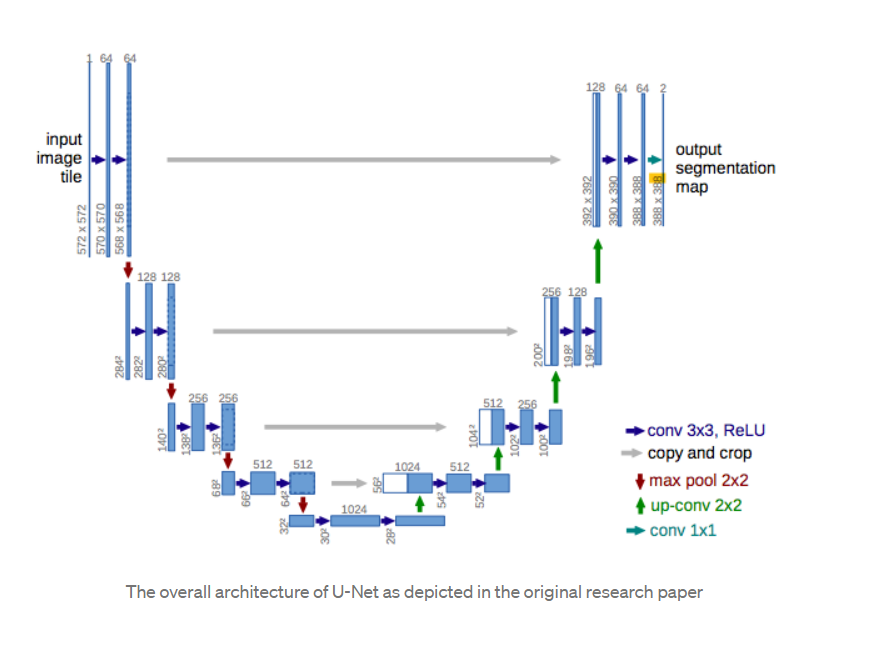 1 64 64
input
image
tile
572 x 572
570 x 570
568 x 568
128 64 64 2
output
segmentation
map
392 x 392
390 x 390
388 x 388
388 x 388
128 128
284²
282²
280²
256 128
200²
198²
196²
256 256
140²
138²
136²
512 256
104²
102²
100²
512 512
68²
66²
64²
1024 512
56²
54²
52²
1024
32²
30²
28²
conv 3x3, ReLU
copy and crop
max pool 2x2
up-conv 2x2
conv 1x1
The overall architecture of U-Net as depicted in the original research paper